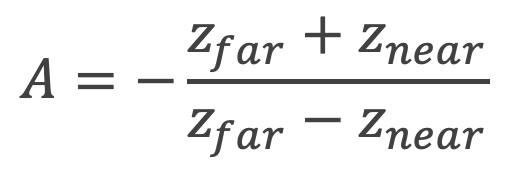 A = − (z_far + z_near) / (z_far − z_near)